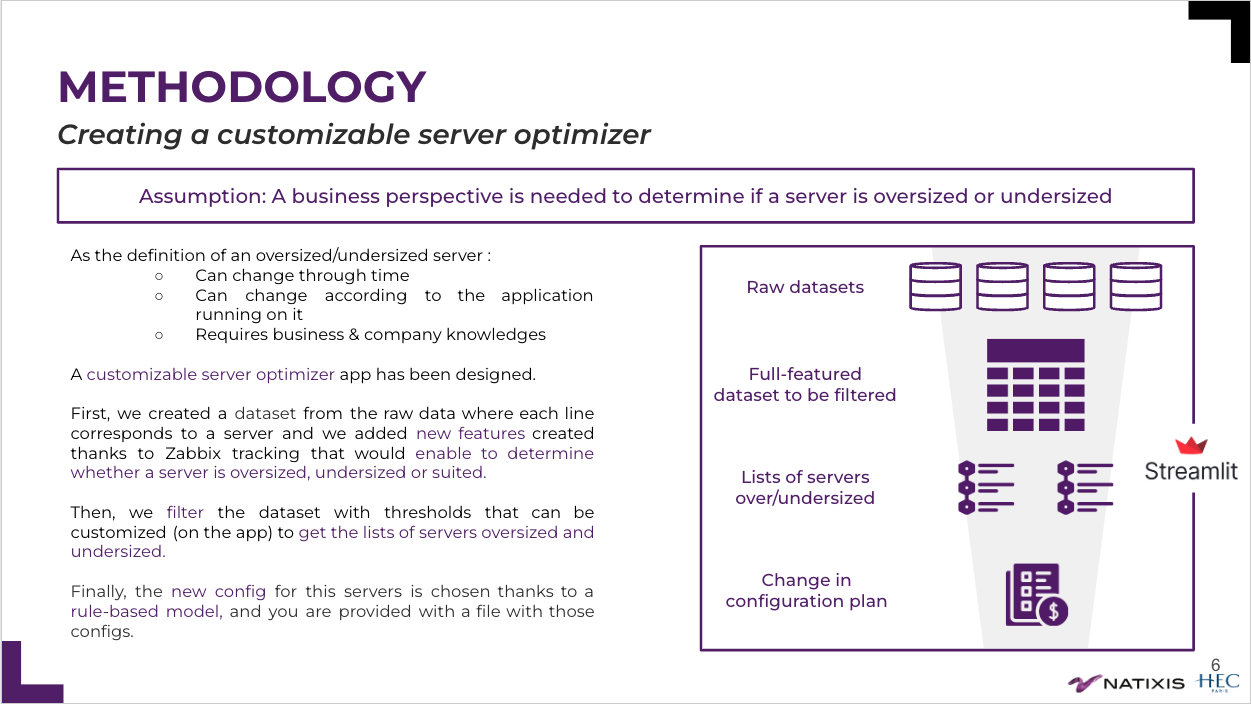 METHODOLOGY
Creating a customizable server optimizer
Assumption: A business perspective is needed to determine if a server is oversized or undersized
As the definition of an oversized/undersized server :
○ Can change through time
○ Can change according to the application
running on it
○ Requires business & company knowledges
A customizable server optimizer app has been designed.
First, we created a dataset from the raw data where each line
corresponds to a server and we added new features created
thanks to Zabbix tracking that would enable to determine
whether a server is oversized, undersized or suited.
Then, we filter the dataset with thresholds that can be
customized (on the app) to get the lists of servers oversized and
undersized.
Finally, the new config for this servers is chosen thanks to a
rule-based model, and you are provided with a file with those
configs.
Raw datasets
Full-featured
dataset to be filtered
Lists of servers
over/undersized
Change in
configuration plan
$
Streamlit
6
NATIXIS
HEC
PARIS